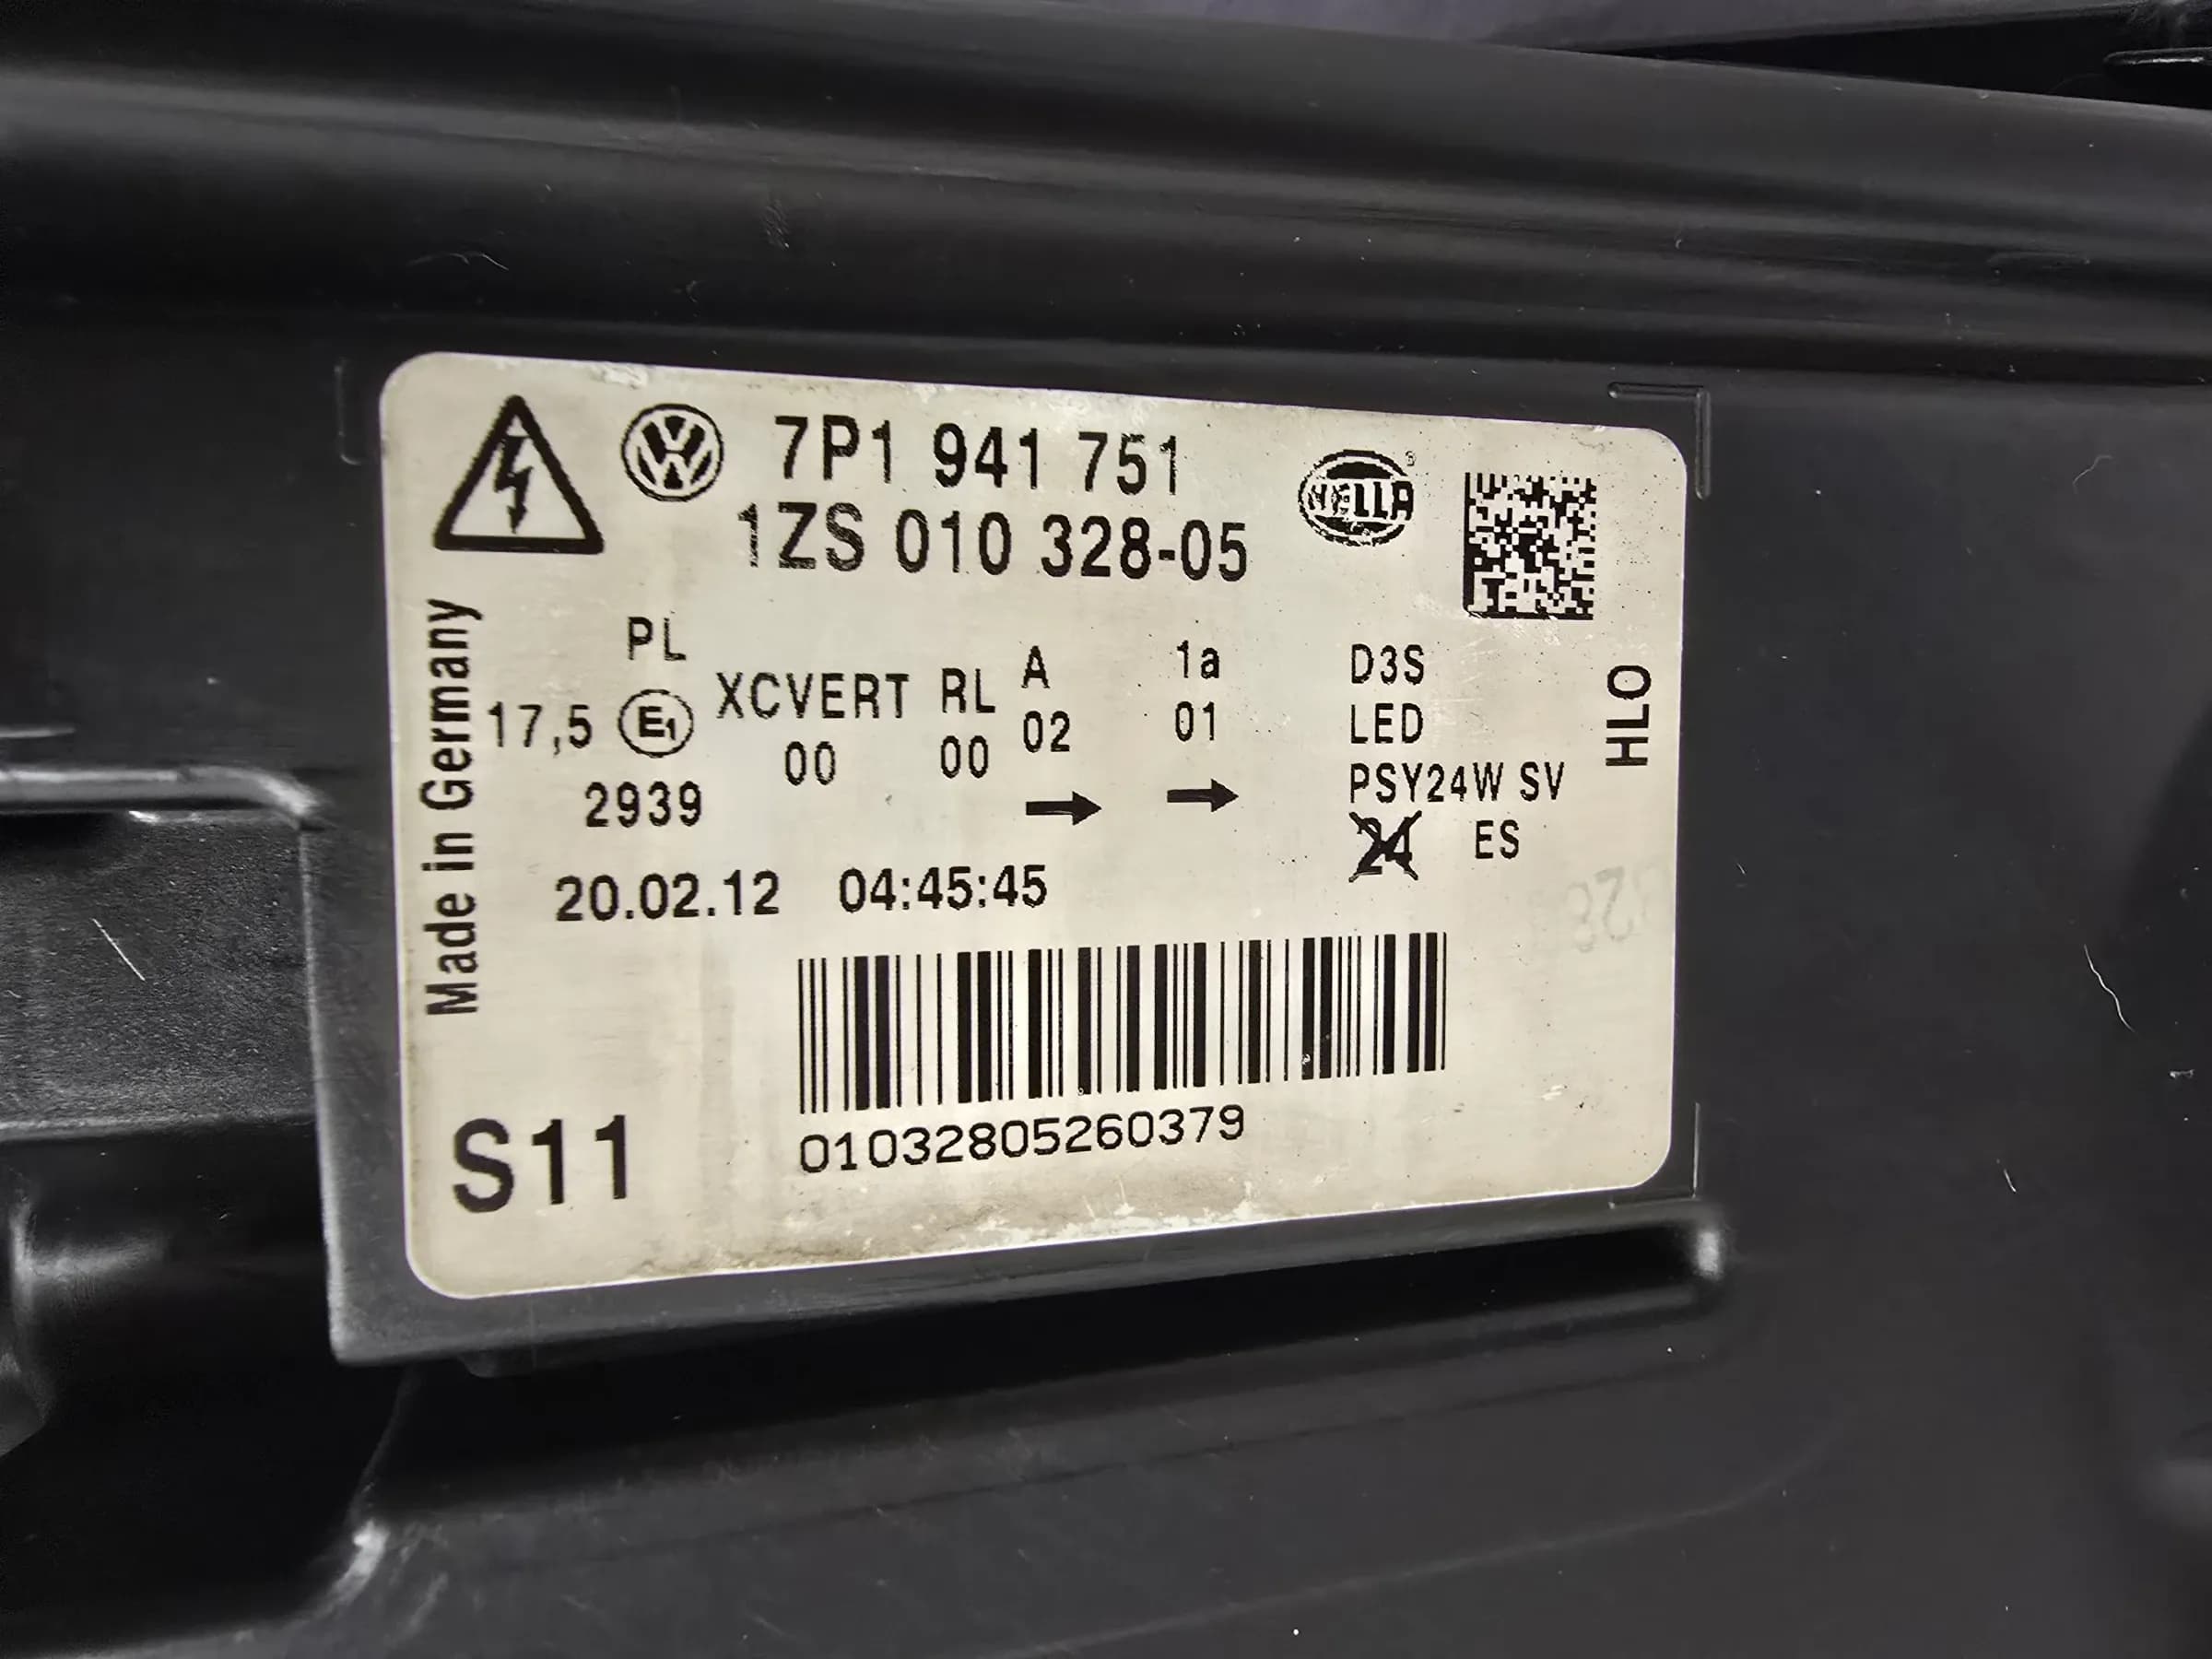 7P1 941 751
1ZS 010 328-05
HELLA
Made in Germany
PL
17,5 E1 XCVERT RL A 1a D3S
00 00 02 01 LED
2939 PSY24W SV
24 ES
HLO
20.02.12 04:45:45
S11
01032805260379